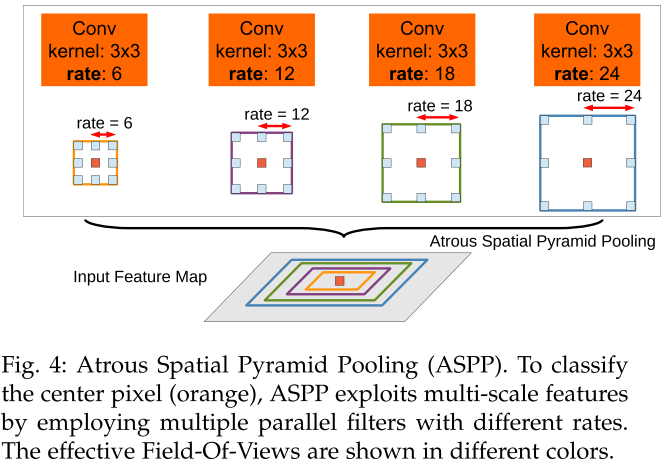 Conv
kernel: 3x3
rate: 6
Conv
kernel: 3x3
rate: 12
Conv
kernel: 3x3
rate: 18
Conv
kernel: 3x3
rate: 24
rate = 6
rate = 12
rate = 18
rate = 24
Atrous Spatial Pyramid Pooling
Input Feature Map
Fig. 4: Atrous Spatial Pyramid Pooling (ASPP). To classify
the center pixel (orange), ASPP exploits multi-scale features
by employing multiple parallel filters with different rates.
The effective Field-Of-Views are shown in different colors.